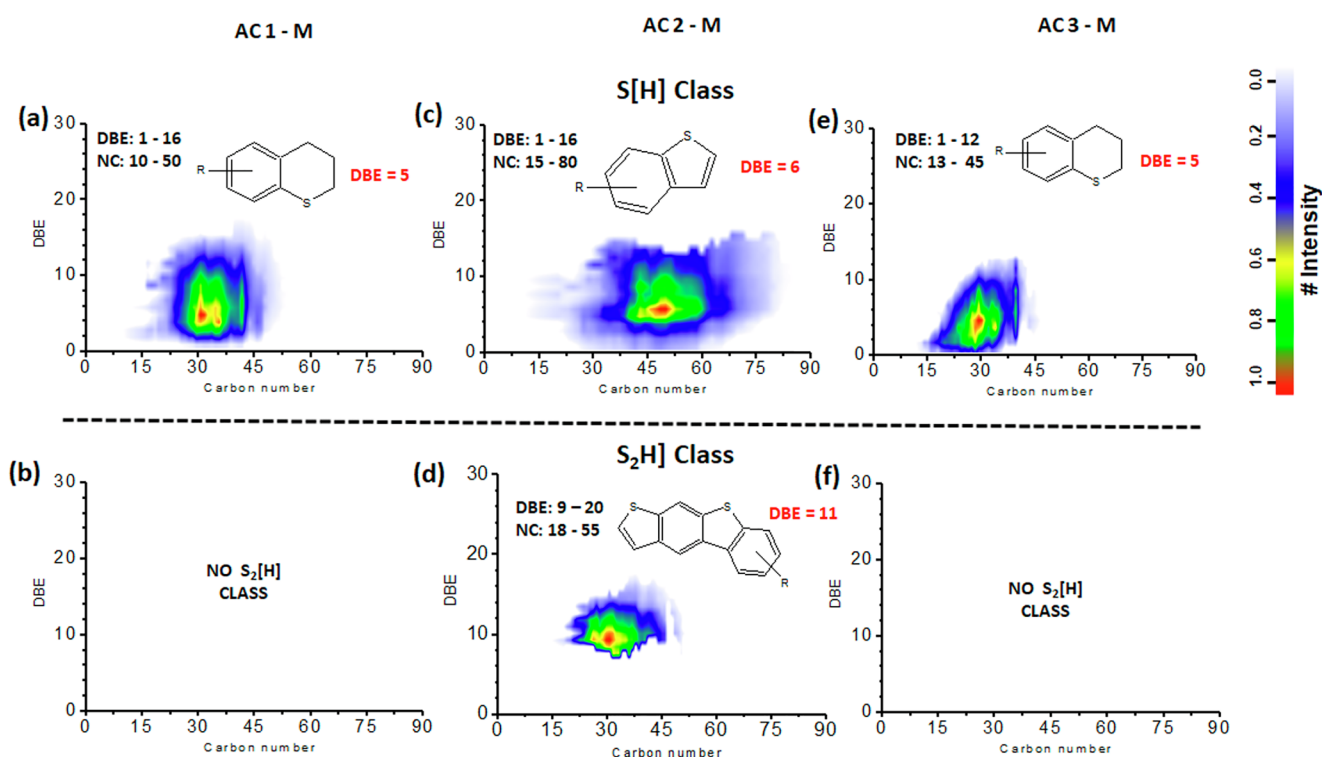 AC 1 - M
AC 2 - M
AC 3 - M
S[H] Class
(a)
DBE: 1 - 16
NC: 10 - 50
R
S
DBE = 5
30
20
10
0
DBE
0 15 30 45 60 75 90
Carbon number
(c)
DBE: 1 - 16
NC: 15 - 80
R
S
DBE = 6
30
20
10
0
DBE
0 15 30 45 60 75 90
Carbon number
(e)
DBE: 1 - 12
NC: 13 - 45
R
S
DBE = 5
30
20
10
0
DBE
0 15 30 45 60 75 90
Carbon number
0.0
0.2
0.4
0.6
0.8
1.0
# Intensity
S₂H] Class
(b)
30
20
10
0
DBE
NO S₂[H]
CLASS
0 15 30 45 60 75 90
Carbon number
(d)
DBE: 9 – 20
NC: 18 - 55
S
S
R
DBE = 11
30
20
10
0
DBE
0 15 30 45 60 75 90
Carbon number
(f)
30
20
10
0
DBE
NO S₂[H]
CLASS
0 15 30 45 60 75 90
Carbon number